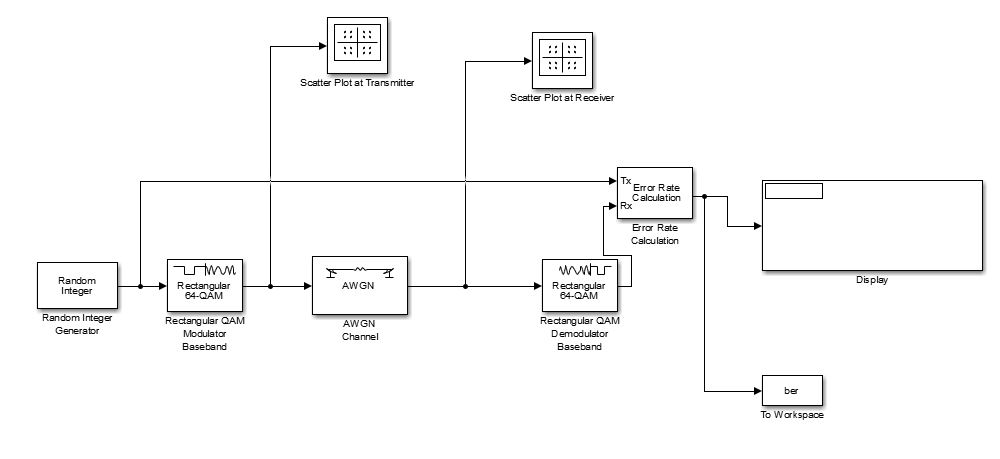 Scatter Plot at Transmitter
Scatter Plot at Receiver
Tx
Error Rate
Calculation
Rx
Error Rate
Calculation
Display
Random
Integer
Random Integer
Generator
Rectangular
64-QAM
Rectangular QAM
Modulator
Baseband
AWGN
AWGN
Channel
Rectangular
64-QAM
Rectangular QAM
Demodulator
Baseband
ber
To Workspace